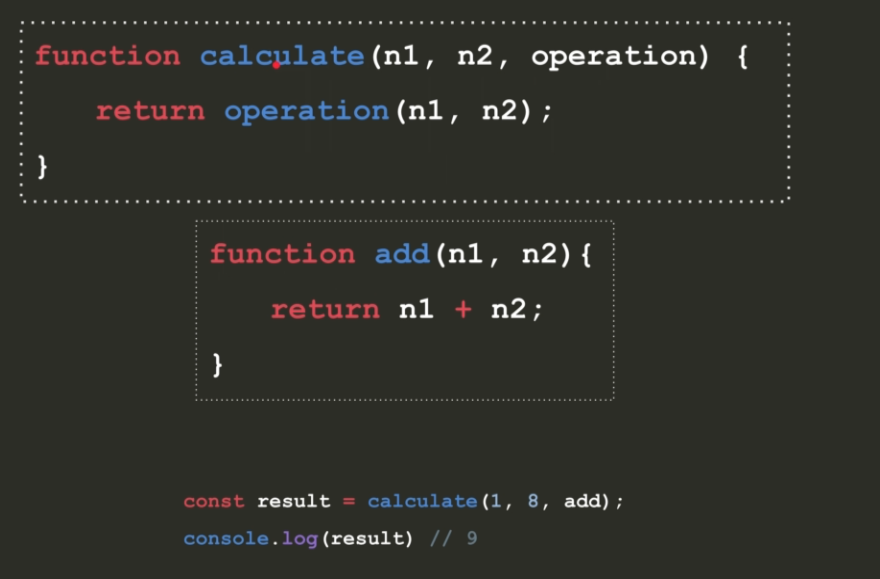 function calculate(n1, n2, operation) {
return operation(n1, n2);
}
function add(n1, n2){
return n1 + n2;
}
const result = calculate(1, 8, add);
console.log(result) // 9